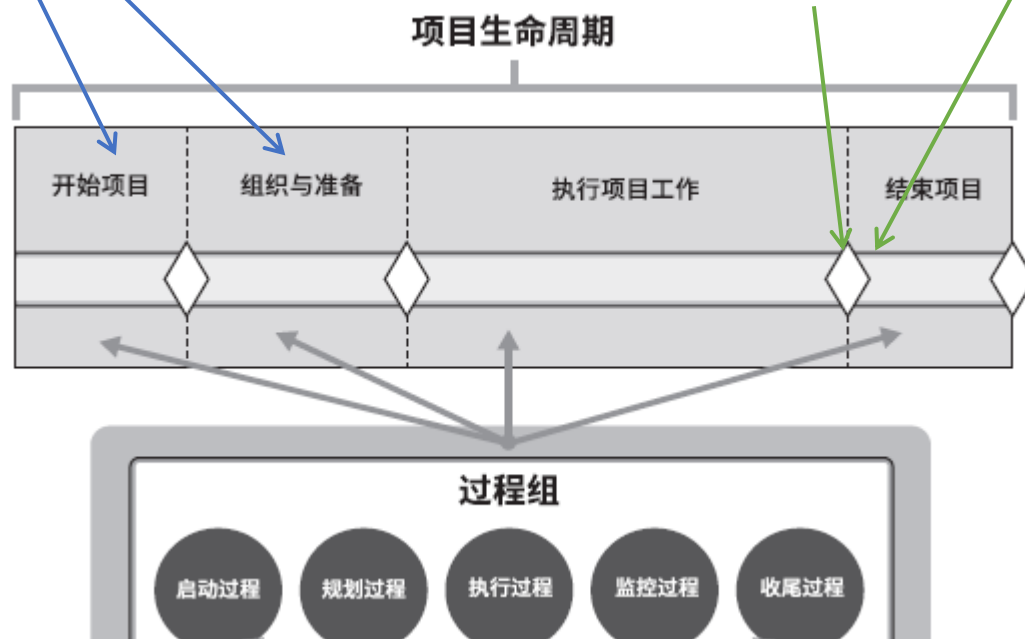 项目生命周期
开始项目
组织与准备
执行项目工作
结束项目
过程组
启动过程
规划过程
执行过程
监控过程
收尾过程